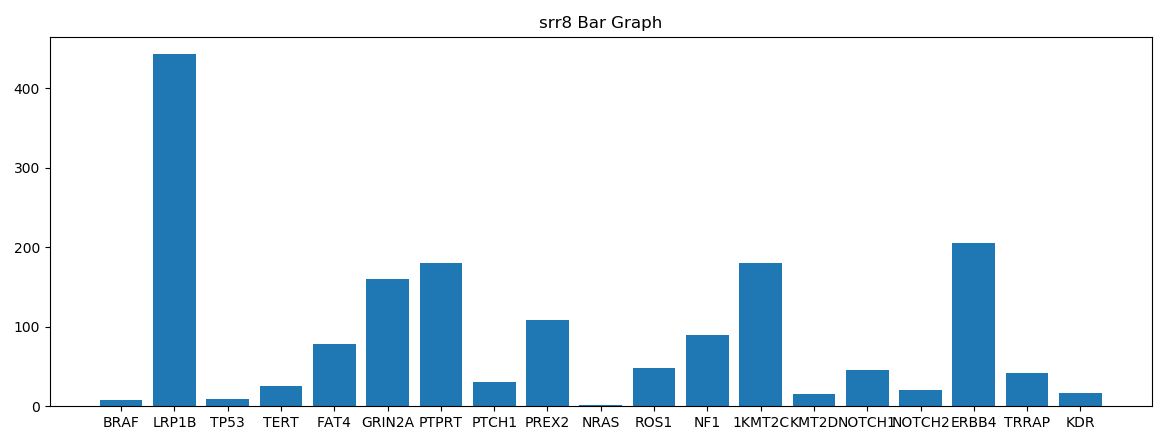 srr8 Bar Graph
400
300
200
100
0
BRAF LRP1B TP53 TERT FAT4 GRIN2A PTPRT PTCH1 PREX2 NRAS ROS1 NF1 1KMT2C KMT2D NOTCH1 NOTCH2 ERBB4 TRRAP KDR